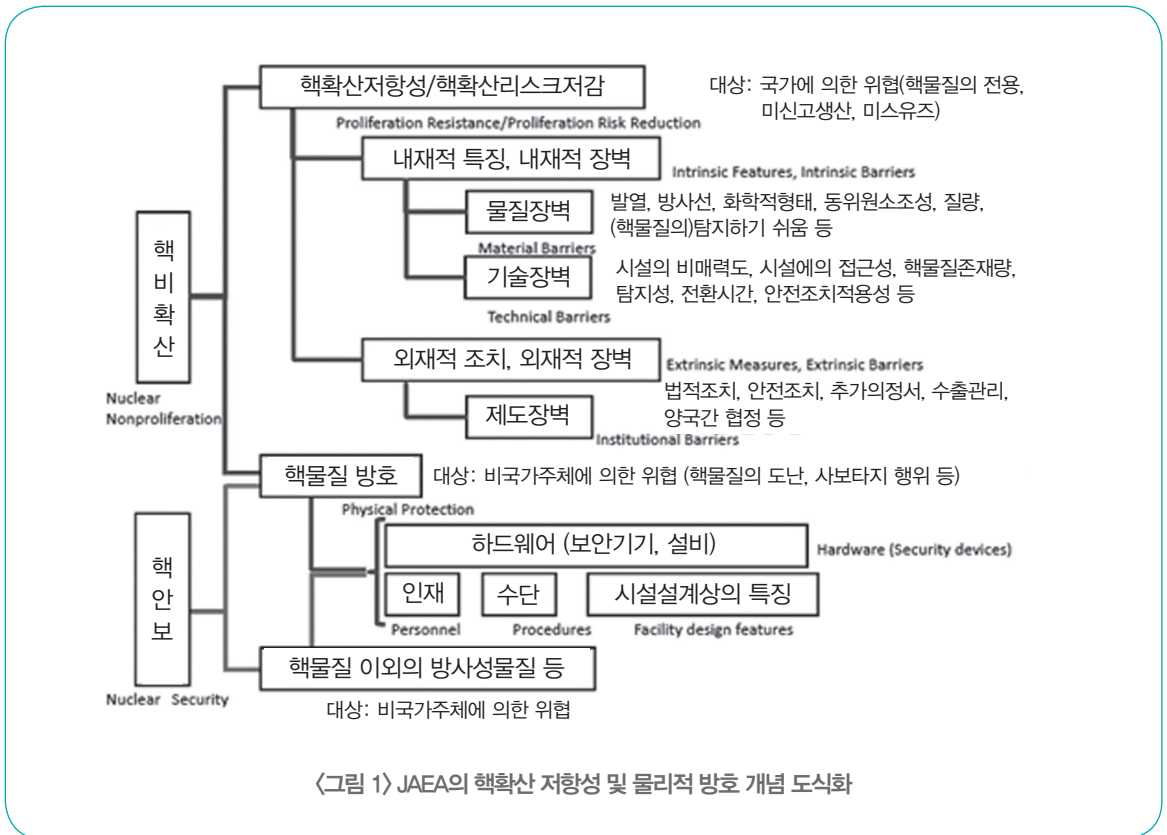 핵확산저항성/핵확산리스크저감
대상: 국가에 의한 위협(핵물질의 전용,
미신고생산, 미스유즈)
Proliferation Resistance/Proliferation Risk Reduction
내재적 특징, 내재적 장벽
Intrinsic Features, Intrinsic Barriers
물질장벽
발열, 방사선, 화학적형태, 동위원소조성, 질량,
(핵물질의)탐지하기 쉬움 등
Material Barriers
기술장벽
시설의 비매력도, 시설에의 접근성, 핵물질존재량,
탐지성, 전환시간, 안전조치적용성 등
Technical Barriers
핵
비
확
산
Nuclear
Nonproliferation
외재적 조치, 외재적 장벽
Extrinsic Measures, Extrinsic Barriers
제도장벽
법적조치, 안전조치, 추가의정서, 수출관리,
양국간 협정 등
Institutional Barriers
핵물질 방호
대상: 비국가주체에 의한 위협 (핵물질의 도난, 사보타지 행위 등)
Physical Protection
하드웨어 (보안기기, 설비)
Hardware (Security devices)
인재
수단
시설설계상의 특징
Personnel
Procedures
Facility design features
핵
안
보
Nuclear Security
핵물질 이외의 방사성물질 등
대상: 비국가주체에 의한 위협
〈그림 1〉 JAEA의 핵확산 저항성 및 물리적 방호 개념 도식화